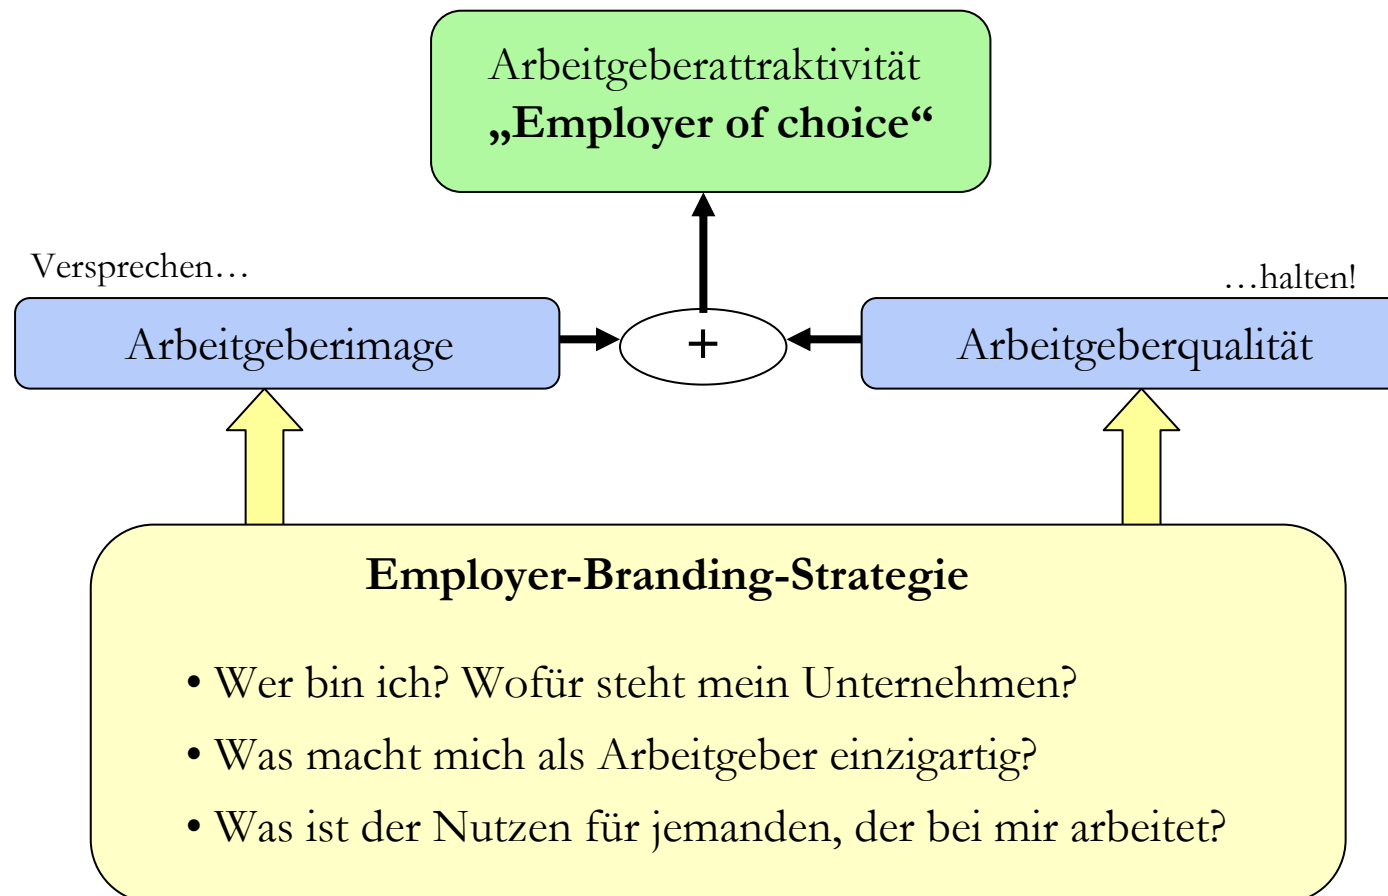 Arbeitgeberattraktivität
„Employer of choice“
Versprechen…
…halten!
Arbeitgeberimage
+
Arbeitgeberqualität
Employer-Branding-Strategie
• Wer bin ich? Wofür steht mein Unternehmen?
• Was macht mich als Arbeitgeber einzigartig?
• Was ist der Nutzen für jemanden, der bei mir arbeitet?